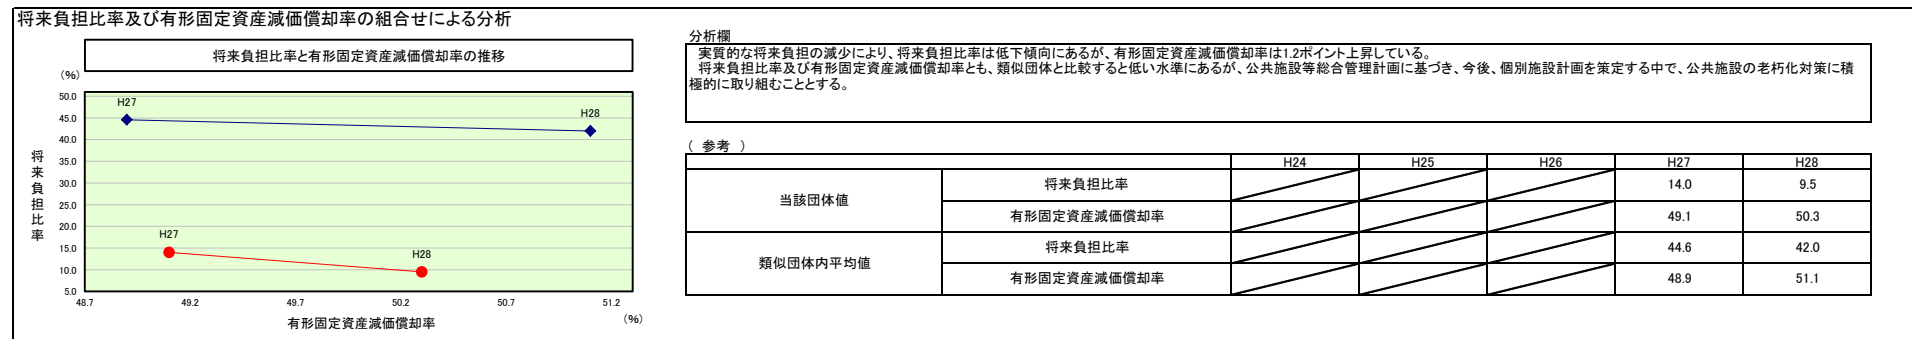 将来負担比率及び有形固定資産減価償却率の組合せによる分析
将来負担比率と有形固定資産減価償却率の推移
(%)
50.0
45.0
40.0
35.0
30.0
25.0
20.0
15.0
10.0
5.0
将来負担比率
H27
H28
H27
H28
48.7 49.2 49.7 50.2 50.7 51.2
有形固定資産減価償却率
(%)
分析欄
実質的な将来負担の減少により、将来負担比率は低下傾向にあるが、有形固定資産減価償却率は1.2ポイント上昇している。
将来負担比率及び有形固定資産減価償却率とも、類似団体と比較すると低い水準にあるが、公共施設等総合管理計画に基づき、今後、個別施設計画を策定する中で、公共施設の老朽化対策に積
極的に取り組むこととする。
( 参考 )
H24 H25 H26 H27 H28
当該団体値
将来負担比率 14.0 9.5
有形固定資産減価償却率 49.1 50.3
類似団体内平均値
将来負担比率 44.6 42.0
有形固定資産減価償却率 48.9 51.1